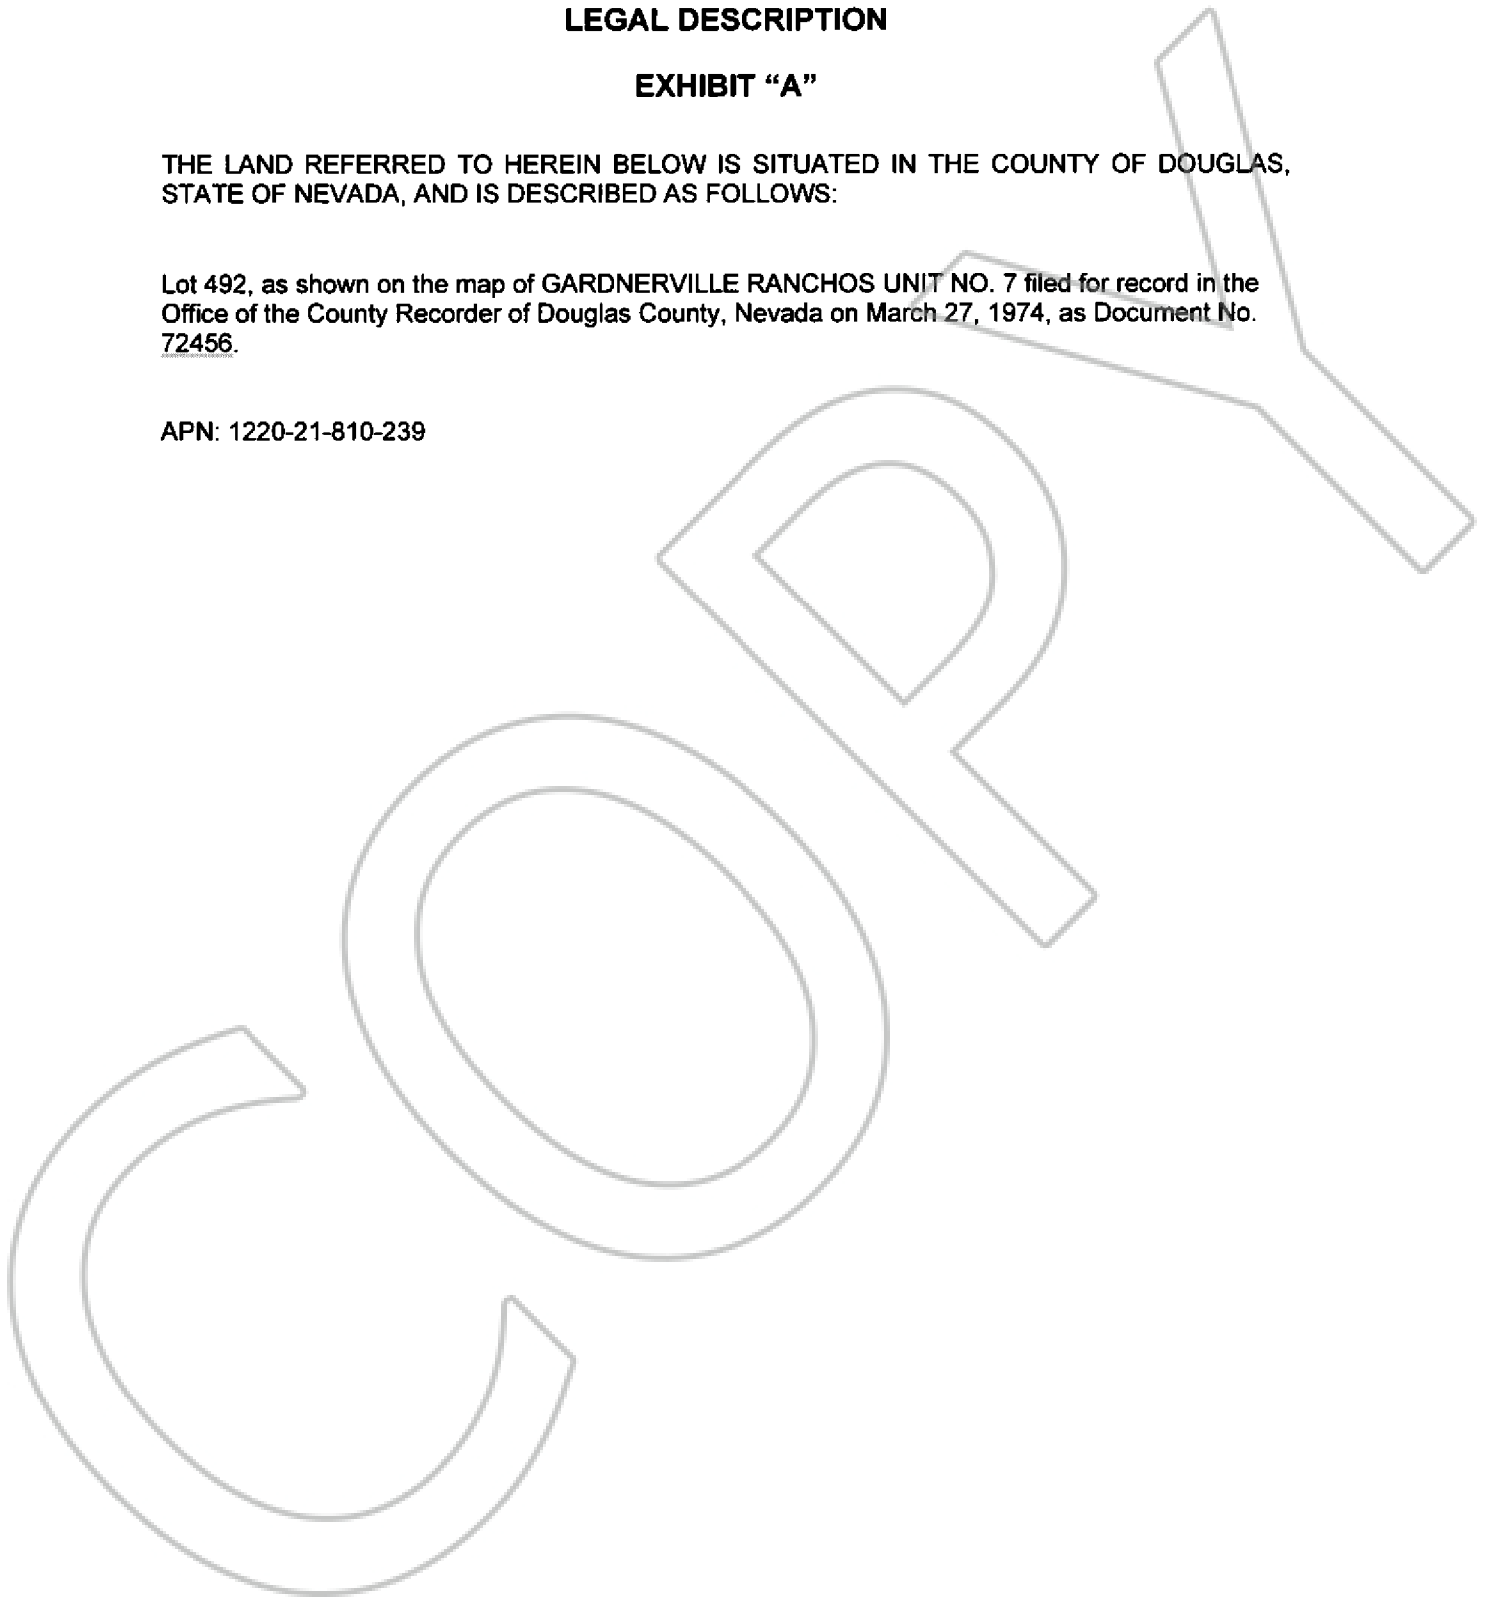 LEGAL DESCRIPTION
EXHIBIT “A”
THE LAND REFERRED TO HEREIN BELOW IS SITUATED IN THE COUNTY OF DOUGLAS,
STATE OF NEVADA, AND IS DESCRIBED AS FOLLOWS:
Lot 492, as shown on the map of GARDNERVILLE RANCHOS UNIT NO. 7 filed for record in the
Office of the County Recorder of Douglas County, Nevada on March 27, 1974, as Document No.
72456.
APN: 1220-21-810-239
COPY